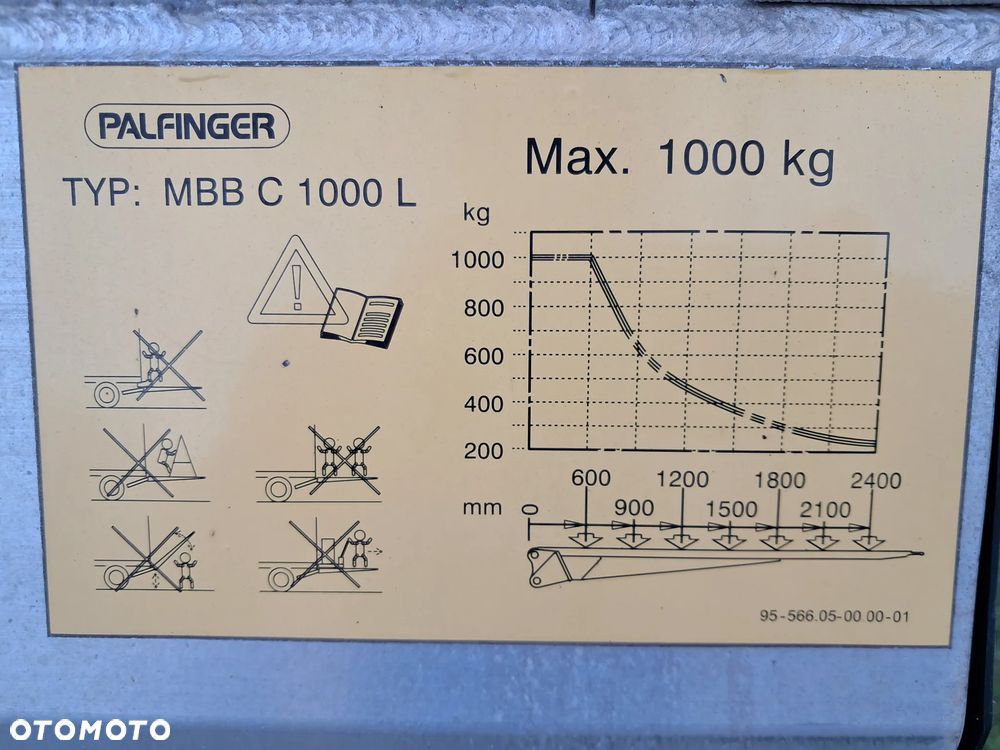 PALFINGER
TYP: MBB C 1000 L
Max. 1000 kg
kg
1000
800
600
400
200
600 1200 1800 2400
mm 0 900 1500 2100
95-566.05-00.00-01
OTOMOTO